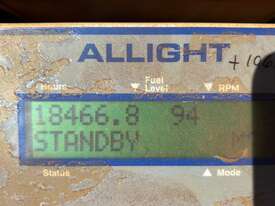 ALLIGHT
Hours Fuel Level RPM
18466.8 94
STANDBY
Status Mode